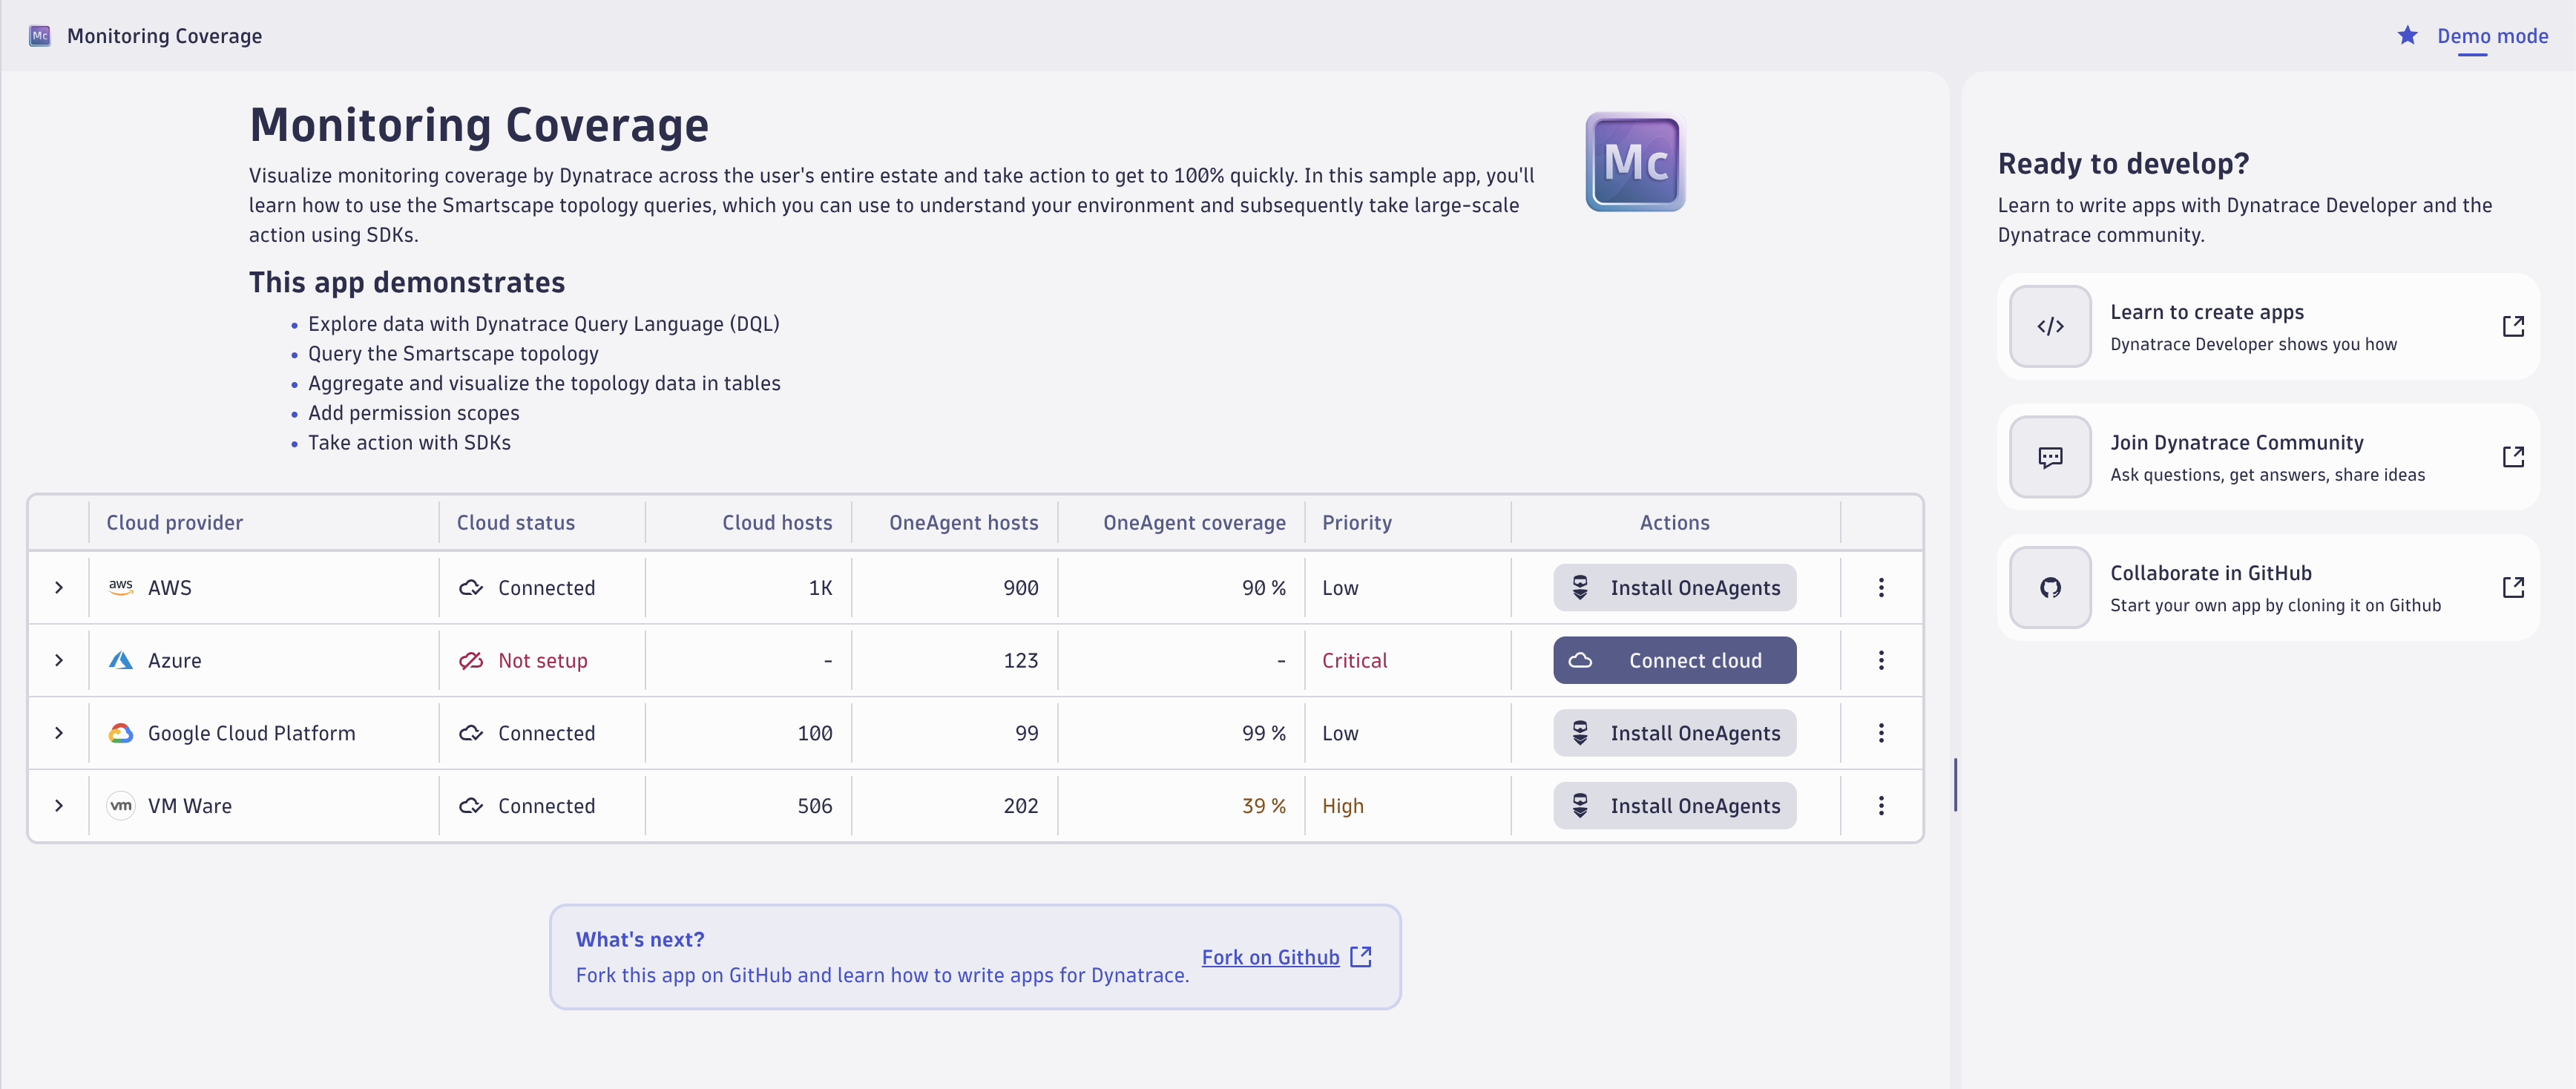 Mc Monitoring Coverage
Demo mode
Monitoring Coverage
Mc
Visualize monitoring coverage by Dynatrace across the user's entire estate and take action to get to 100% quickly. In this sample app, you'll
learn how to use the Smartscape topology queries, which you can use to understand your environment and subsequently take large-scale
action using SDKs.
This app demonstrates
• Explore data with Dynatrace Query Language (DQL)
• Query the Smartscape topology
• Aggregate and visualize the topology data in tables
• Add permission scopes
• Take action with SDKs
Cloud provider Cloud status Cloud hosts OneAgent hosts OneAgent coverage Priority Actions
aws AWS Connected 1K 900 90 % Low Install OneAgents
Azure Not setup - 123 - Critical Connect cloud
Google Cloud Platform Connected 100 99 99 % Low Install OneAgents
vm VM Ware Connected 506 202 39 % High Install OneAgents
What's next?
Fork this app on GitHub and learn how to write apps for Dynatrace.
Fork on Github
Ready to develop?
Learn to write apps with Dynatrace Developer and the
Dynatrace community.
Learn to create apps
Dynatrace Developer shows you how
Join Dynatrace Community
Ask questions, get answers, share ideas
Collaborate in GitHub
Start your own app by cloning it on Github